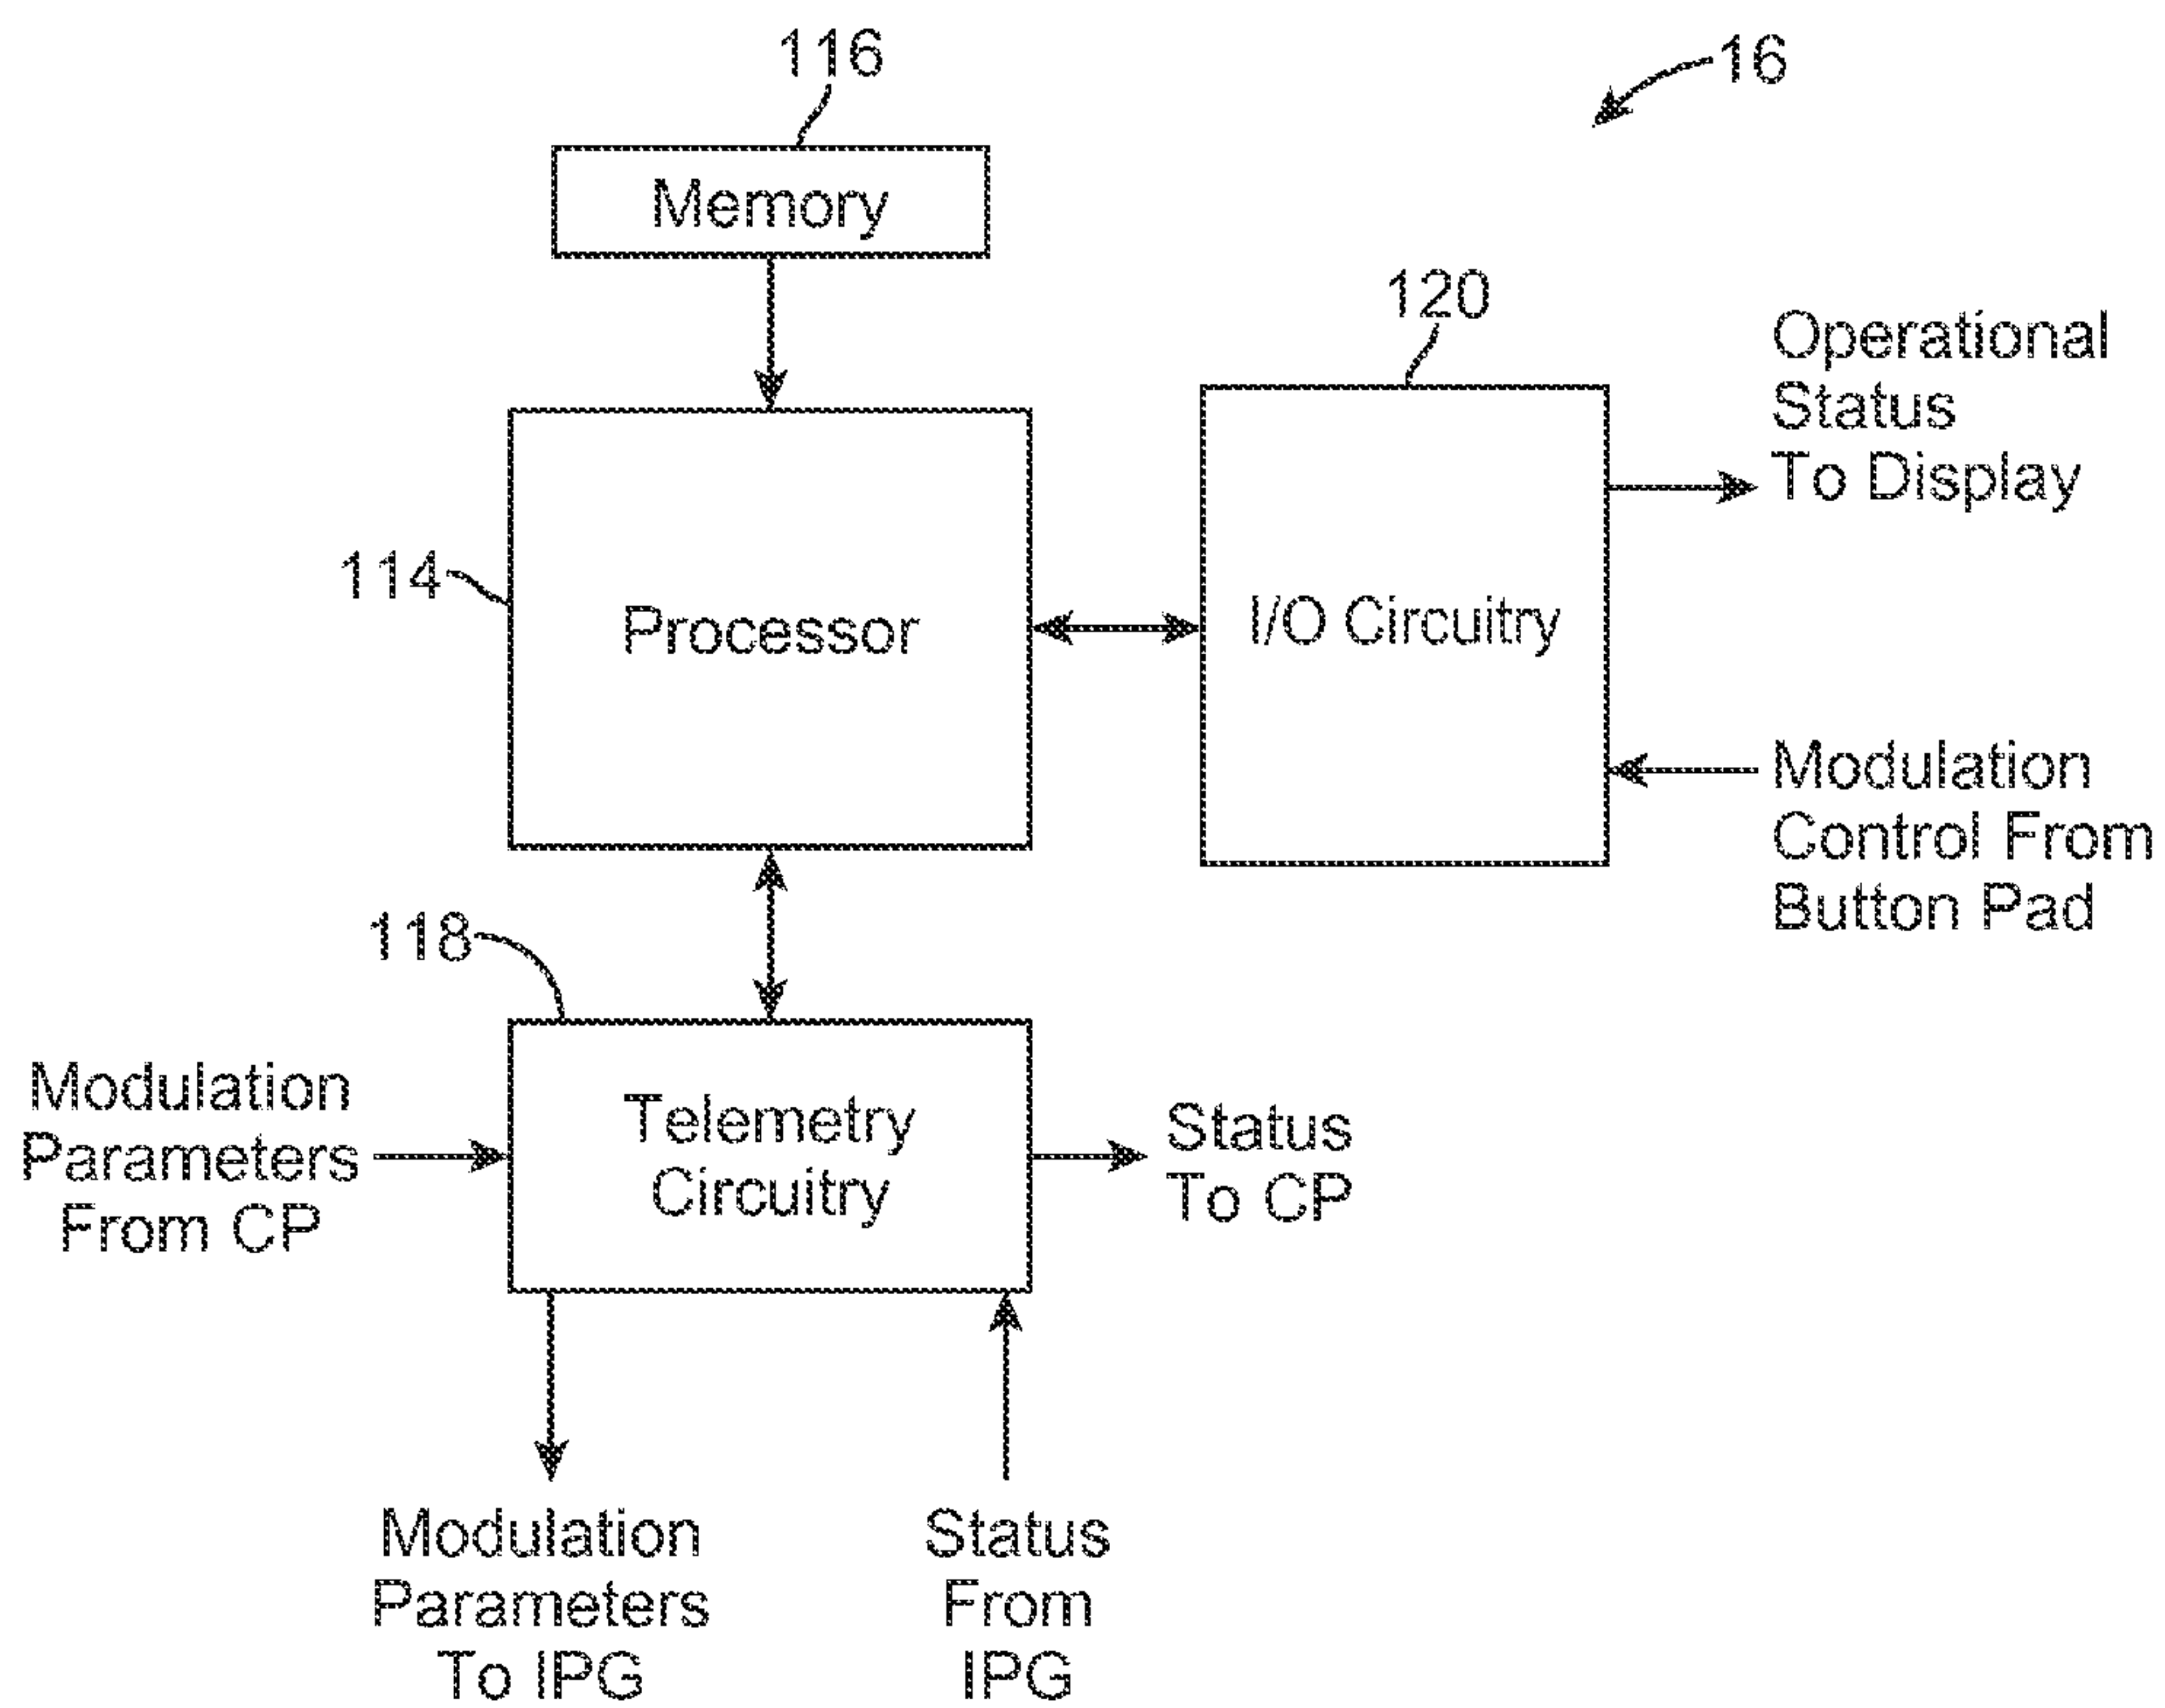 116
16
Memory
120
Operational
Status
To Display
114
Processor
I/O Circuitry
Modulation
Control From
Button Pad
118
Modulation
Parameters
From CP
Telemetry
Circuitry
Status
To CP
Modulation
Parameters
To IPG
Status
From
IPG